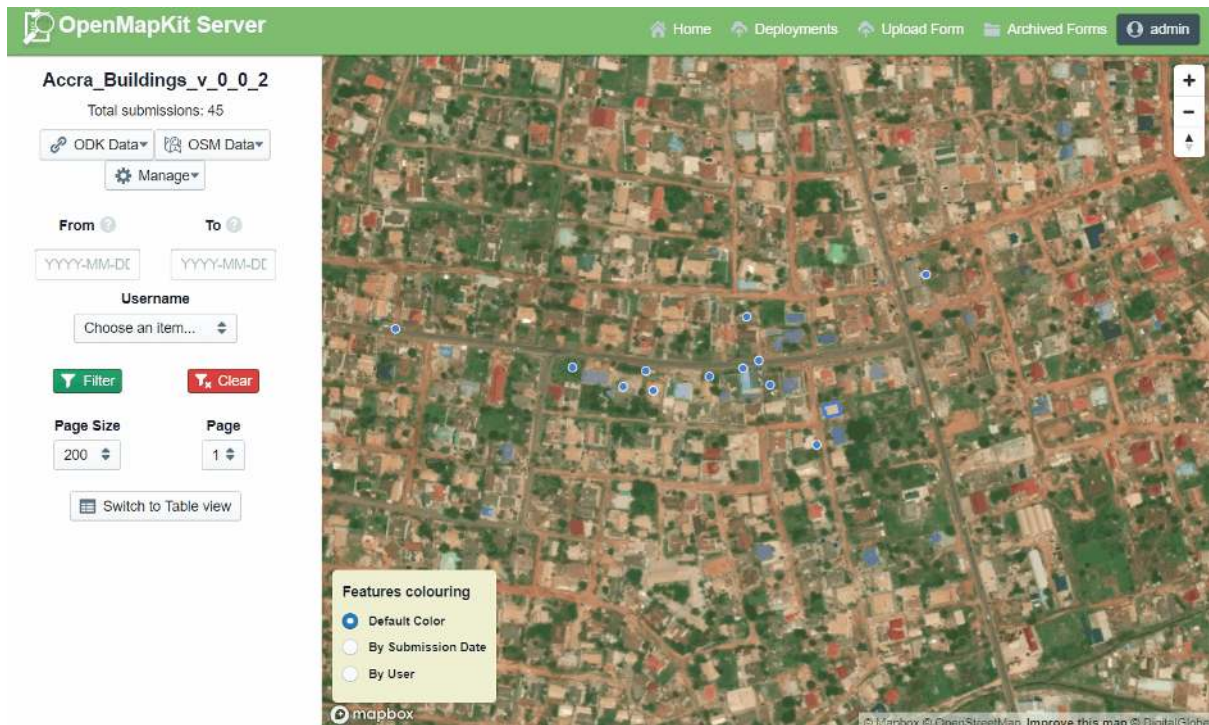 OpenMapKit Server
Home Deployments Upload Form Archived Forms admin
Accra_Buildings_v_0_0_2
Total submissions: 45
ODK Data OSM Data
Manage
From To
YYYY-MM-DD YYYY-MM-DD
Username
Choose an item...
Filter Clear
Page Size Page
200 1
Switch to Table view
Features colouring
Default Color
By Submission Date
By User
mapbox
© Mapbox © OpenStreetMap Improve this map © DigitalGlobe